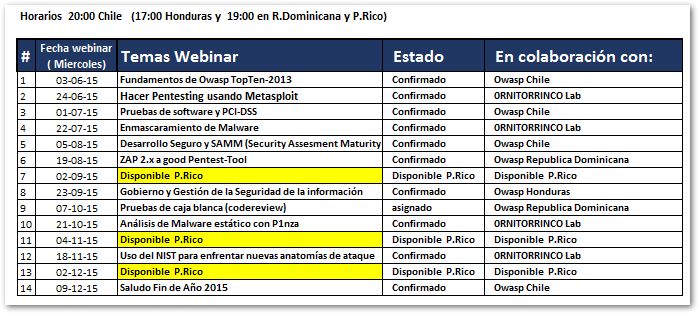 Horarios 20:00 Chile (17:00 Honduras y 19:00 en R.Dominicana y P.Rico)
# Fecha webinar ( Miercoles) Temas Webinar Estado En colaboración con:
1 03-06-15 Fundamentos de Owasp TopTen-2013 Confirmado Owasp Chile
2 24-06-15 Hacer Pentesting usando Metasploit Confirmado 0RNITORRINCO Lab
3 01-07-15 Pruebas de software y PCI-DSS Confirmado Owasp Chile
4 22-07-15 Enmascaramiento de Malware Confirmado 0RNITORRINCO Lab
5 05-08-15 Desarrollo Seguro y SAMM (Security Assesment Maturity Confirmado Owasp Chile
6 19-08-15 ZAP 2.x a good Pentest-Tool Confirmado Owasp Republica Dominicana
7 02-09-15 Disponible P.Rico Disponible P.Rico Disponible P.Rico
8 23-09-15 Gobierno y Gestión de la Seguridad de la información Confirmado Owasp Honduras
9 07-10-15 Pruebas de caja blanca (codereview) asignado Owasp Republica Dominicana
10 21-10-15 Análisis de Malware estático con P1nza Confirmado 0RNITORRINCO Lab
11 04-11-15 Disponible P.Rico Disponible P.Rico Disponible P.Rico
12 18-11-15 Uso del NIST para enfrentar nuevas anatomías de ataque Confirmado 0RNITORRINCO Lab
13 02-12-15 Disponible P.Rico Disponible P.Rico Disponible P.Rico
14 09-12-15 Saludo Fin de Año 2015 Confirmado Owasp Chile